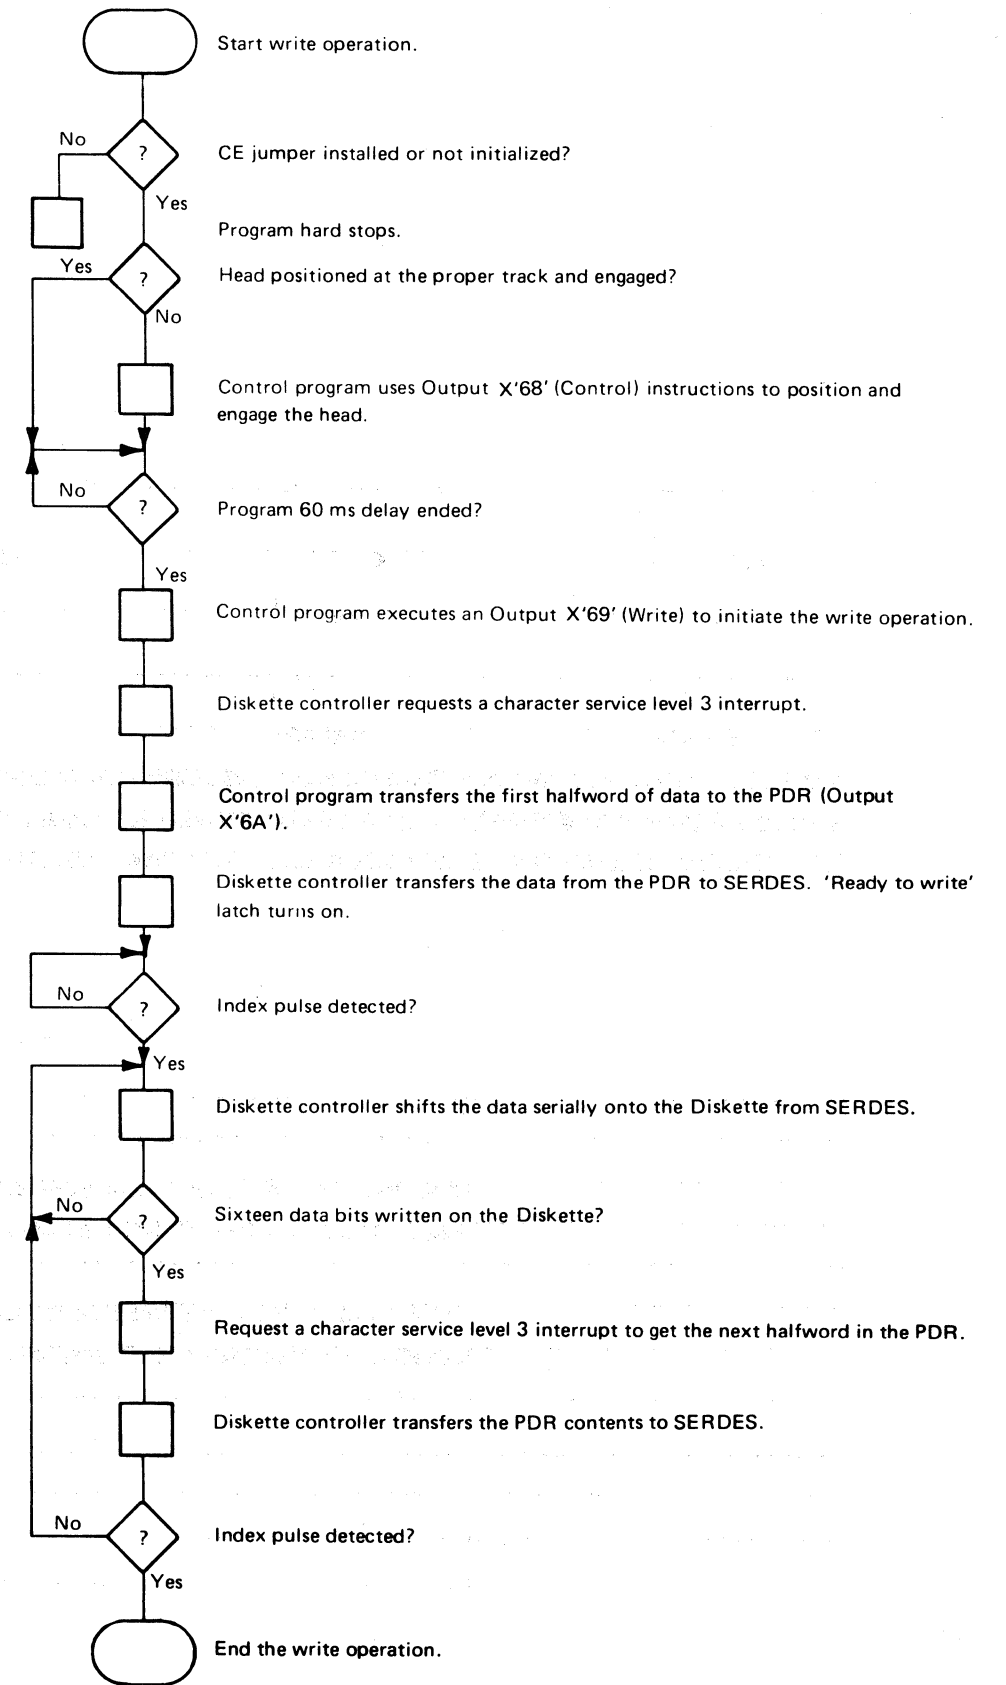 Start write operation.
No
?
CE jumper installed or not initialized?
Yes
Program hard stops.
Yes
?
Head positioned at the proper track and engaged?
No
Control program uses Output X'68' (Control) instructions to position and
engage the head.
No
?
Program 60 ms delay ended?
Yes
Control program executes an Output X'69' (Write) to initiate the write operation.
Diskette controller requests a character service level 3 interrupt.
Control program transfers the first halfword of data to the PDR (Output
X'6A').
Diskette controller transfers the data from the PDR to SERDES. 'Ready to write'
latch turns on.
No
?
Index pulse detected?
Yes
Diskette controller shifts the data serially onto the Diskette from SERDES.
No
?
Sixteen data bits written on the Diskette?
Yes
Request a character service level 3 interrupt to get the next halfword in the PDR.
Diskette controller transfers the PDR contents to SERDES.
No
?
Index pulse detected?
Yes
End the write operation.